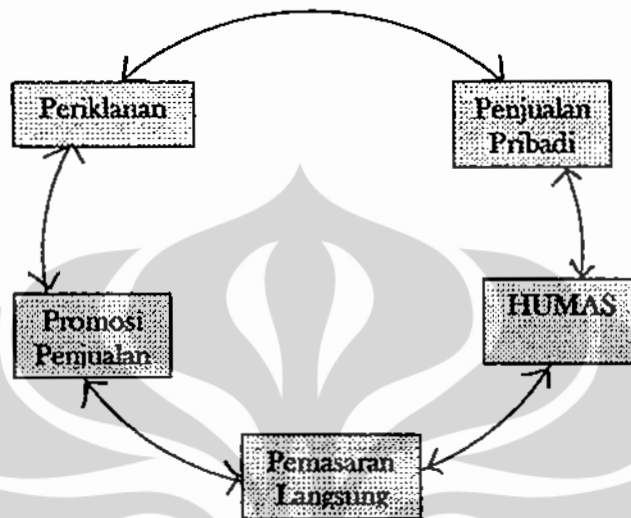 Periklanan
Penjualan
Pribadi
Promosi
Penjualan
HUMAS
Pemasaran
Langsung